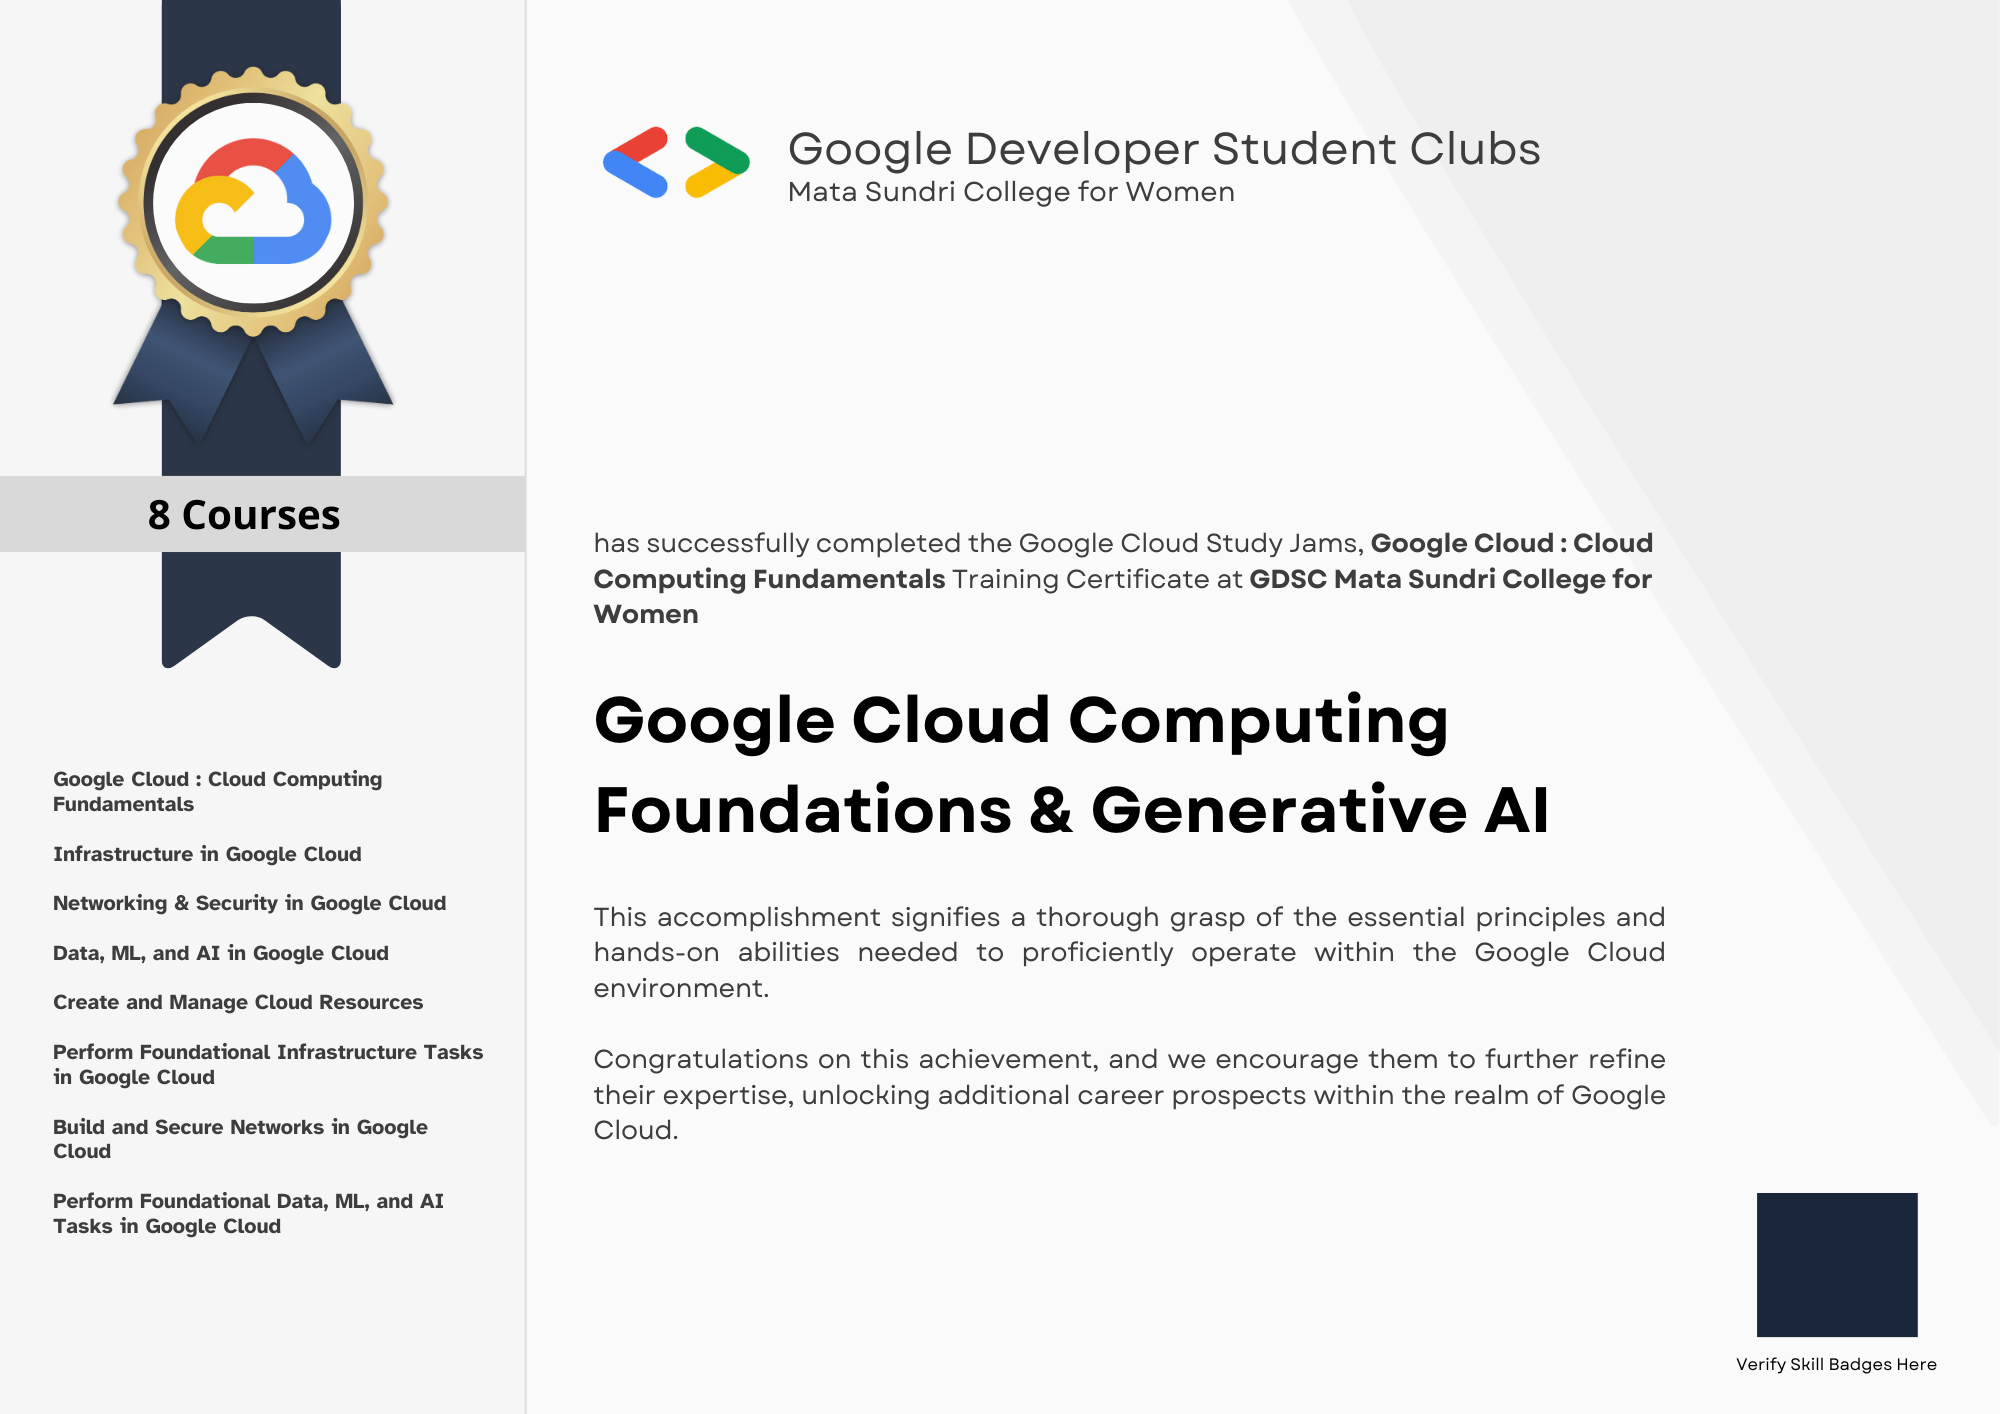 Google Developer Student Clubs
Mata Sundri College for Women
8 Courses
has successfully completed the Google Cloud Study Jams, Google Cloud : Cloud
Computing Fundamentals Training Certificate at GDSC Mata Sundri College for
Women
Google Cloud Computing
Foundations & Generative AI
This accomplishment signifies a thorough grasp of the essential principles and
hands-on abilities needed to proficiently operate within the Google Cloud
environment.
Congratulations on this achievement, and we encourage them to further refine
their expertise, unlocking additional career prospects within the realm of Google
Cloud.
Google Cloud : Cloud Computing
Fundamentals
Infrastructure in Google Cloud
Networking & Security in Google Cloud
Data, ML, and AI in Google Cloud
Create and Manage Cloud Resources
Perform Foundational Infrastructure Tasks
in Google Cloud
Build and Secure Networks in Google
Cloud
Perform Foundational Data, ML, and AI
Tasks in Google Cloud
Verify Skill Badges Here